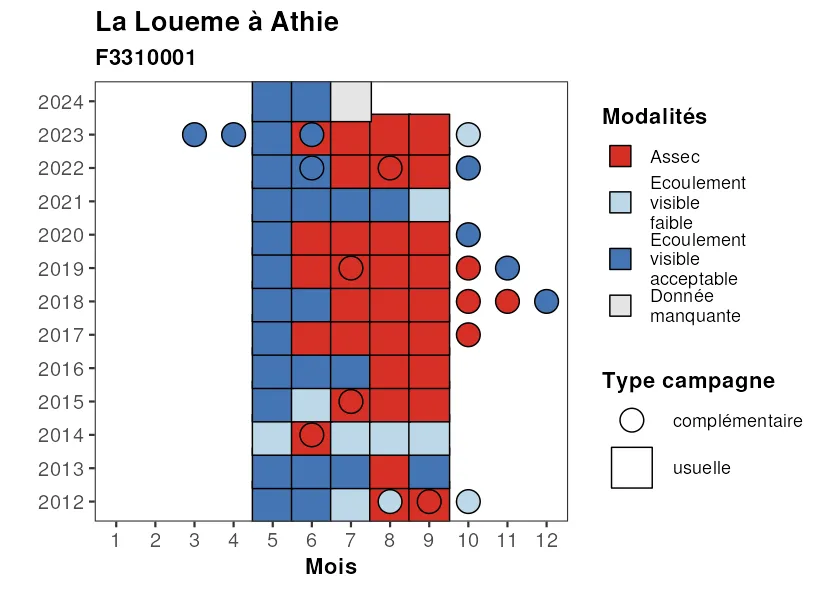 La Loueme à Athie
F3310001
2024
2023
2022
2021
2020
2019
2018
2017
2016
2015
2014
2013
2012
1 2 3 4 5 6 7 8 9 10 11 12
Mois
Modalités
Assec
Ecoulement
visible
faible
Ecoulement
visible
acceptable
Donnée
manquante
Type campagne
complémentaire
usuelle